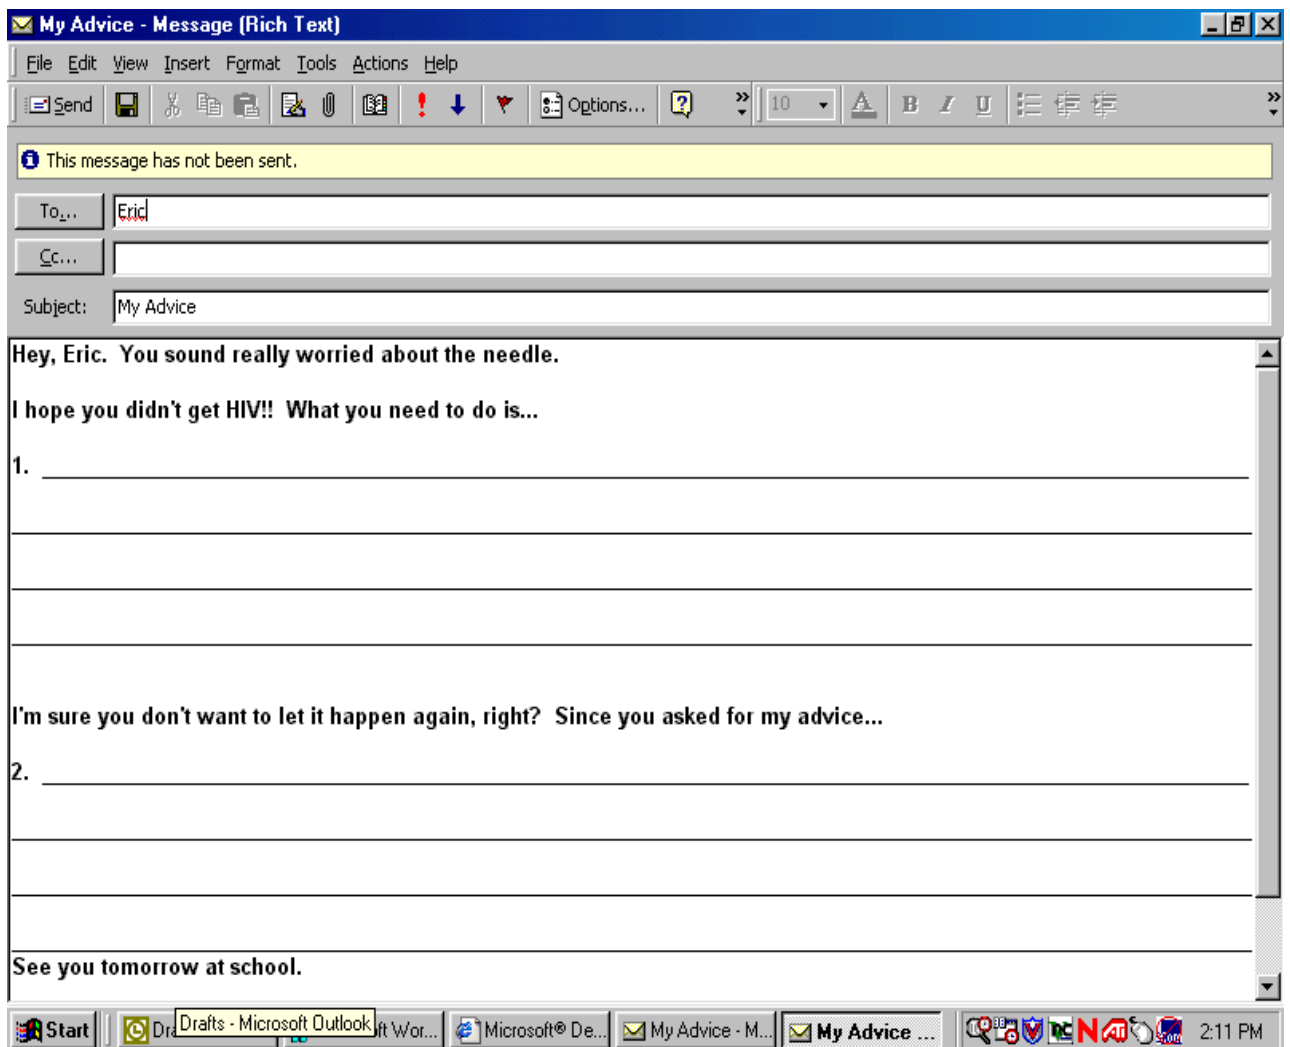 My Advice - Message (Rich Text)
File Edit View Insert Format Tools Actions Help
Send Options... 10 A B I U
This message has not been sent.
To... Eric
Cc...
Subject: My Advice
Hey, Eric. You sound really worried about the needle.
I hope you didn't get HIV!! What you need to do is...
1.
I'm sure you don't want to let it happen again, right? Since you asked for my advice...
2.
See you tomorrow at school.
Start Dra Drafts - Microsoft Outlook ft Wor... Microsoft® De... My Advice - M... My Advice ... 2:11 PM